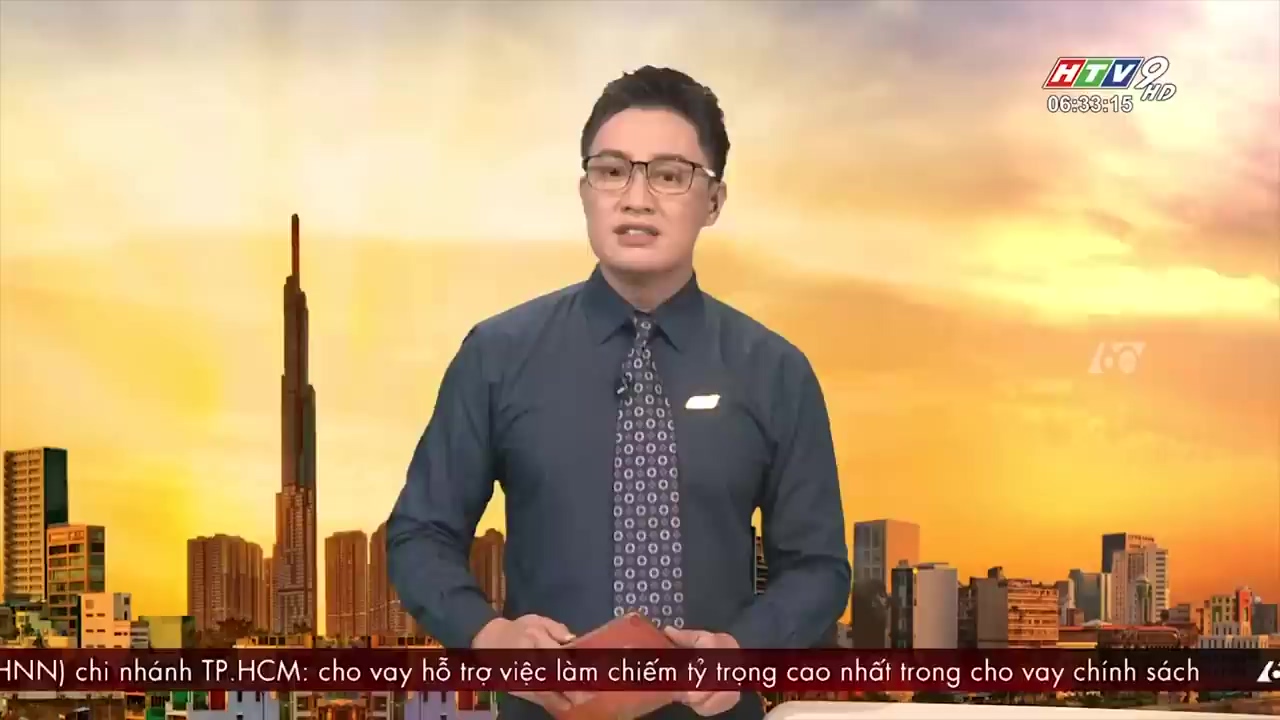 HTV9
HD
06:33:15
60
HNN) chi nhánh TP.HCM: cho vay hỗ trợ việc làm chiếm tỷ trọng cao nhất trong cho vay chính sách